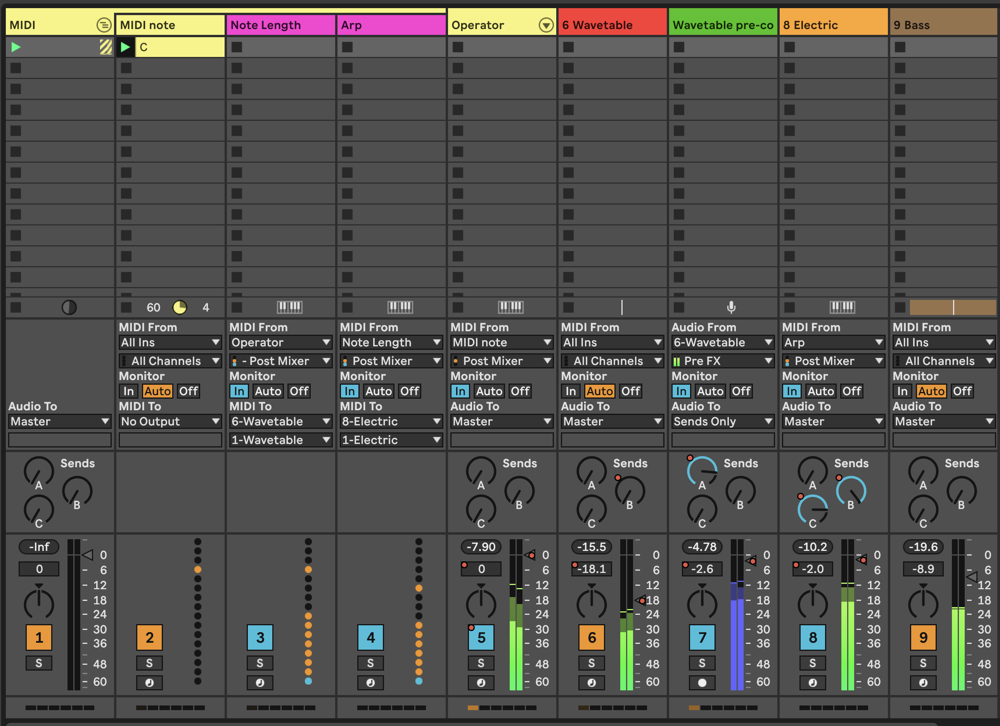 MIDI
MIDI note
Note Length
Arp
Operator
6 Wavetable
Wavetable pre-co
8 Electric
9 Bass
C
60 4
MIDI From
All Ins
All Channels
Monitor
In Auto Off
MIDI To
No Output
MIDI From
Operator
- Post Mixer
Monitor
In Auto Off
MIDI To
6-Wavetable
1-Wavetable
MIDI From
Note Length
Post Mixer
Monitor
In Auto Off
MIDI To
8-Electric
1-Electric
MIDI From
MIDI note
Post Mixer
Monitor
In Auto Off
Audio To
Master
MIDI From
All Ins
All Channels
Monitor
In Auto Off
Audio To
Master
Audio From
6-Wavetable
Pre FX
Monitor
In Auto Off
Audio To
Sends Only
MIDI From
Arp
Post Mixer
Monitor
In Auto Off
Audio To
Master
MIDI From
All Ins
All Channels
Monitor
In Auto Off
Audio To
Master
Audio To
Master
Sends
A
B
C
Sends
A
B
C
Sends
A
B
C
Sends
A
B
C
Sends
A
B
C
Sends
A
B
C
-Inf
0
1
S
0
6
12
18
24
30
36
48
60
2
S
3
S
4
S
-7.90
0
5
S
0
6
12
18
24
30
36
48
60
-15.5
-18.1
6
S
0
6
12
18
24
30
36
48
60
-4.78
-2.6
7
S
0
6
12
18
24
30
36
48
60
-10.2
-2.0
8
S
0
6
12
18
24
30
36
48
60
-19.6
-8.9
9
S
0
6
12
18
24
30
36
48
60